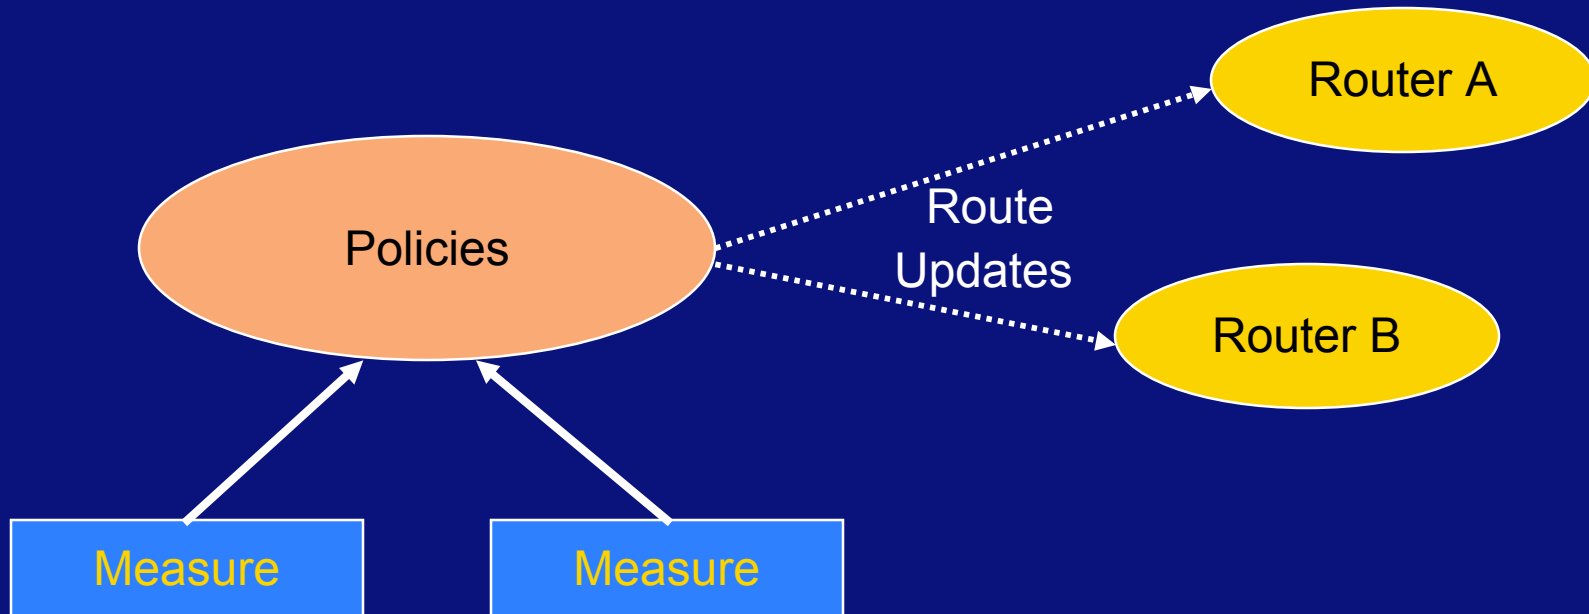 Router A
Policies
Route
Updates
Router B
Measure
Measure